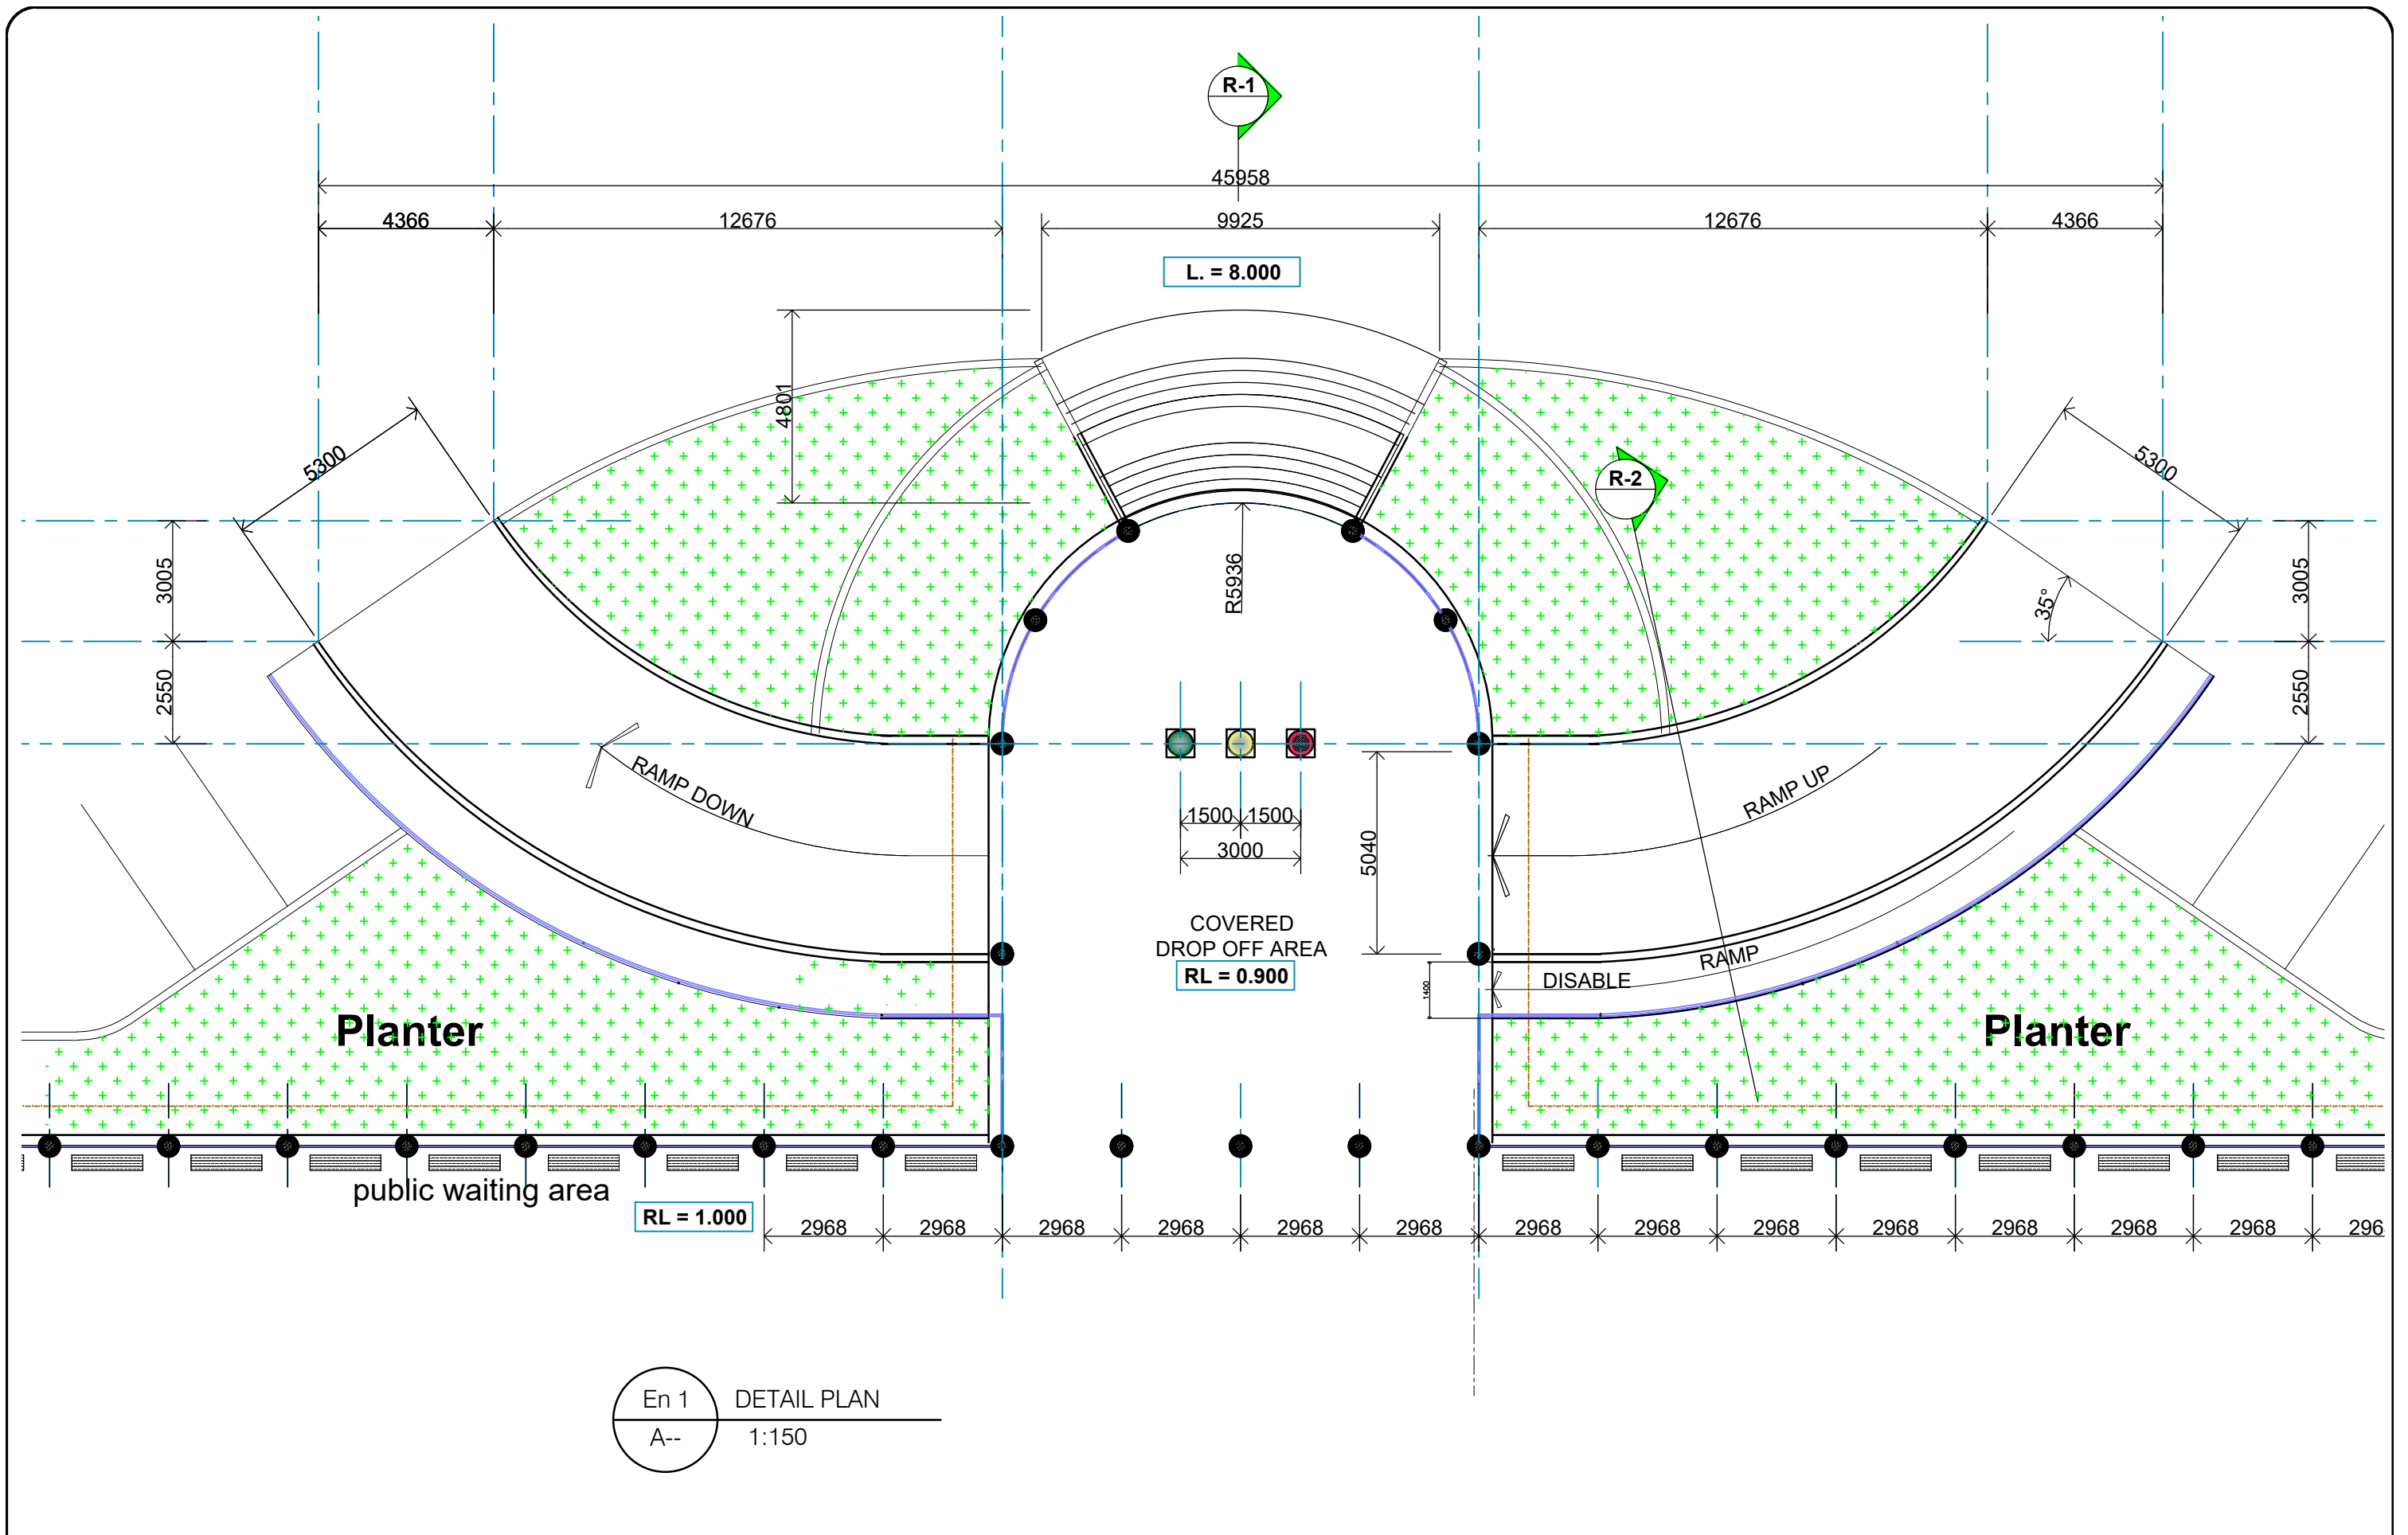 R-1
45958
4366
12676
9925
12676
4366
L. = 8.000
4801
5300
R-2
5300
3005
R5936
35°
3005
2550
2550
RAMP DOWN
RAMP UP
1500
1500
3000
5040
COVERED
DROP OFF AREA
RL = 0.900
RAMP
DISABLE
1400
Planter
Planter
public waiting area
RL = 1.000
2968
2968
2968
2968
2968
2968
2968
2968
2968
2968
2968
2968
2968
296
En 1
DETAIL PLAN
A--
1:150